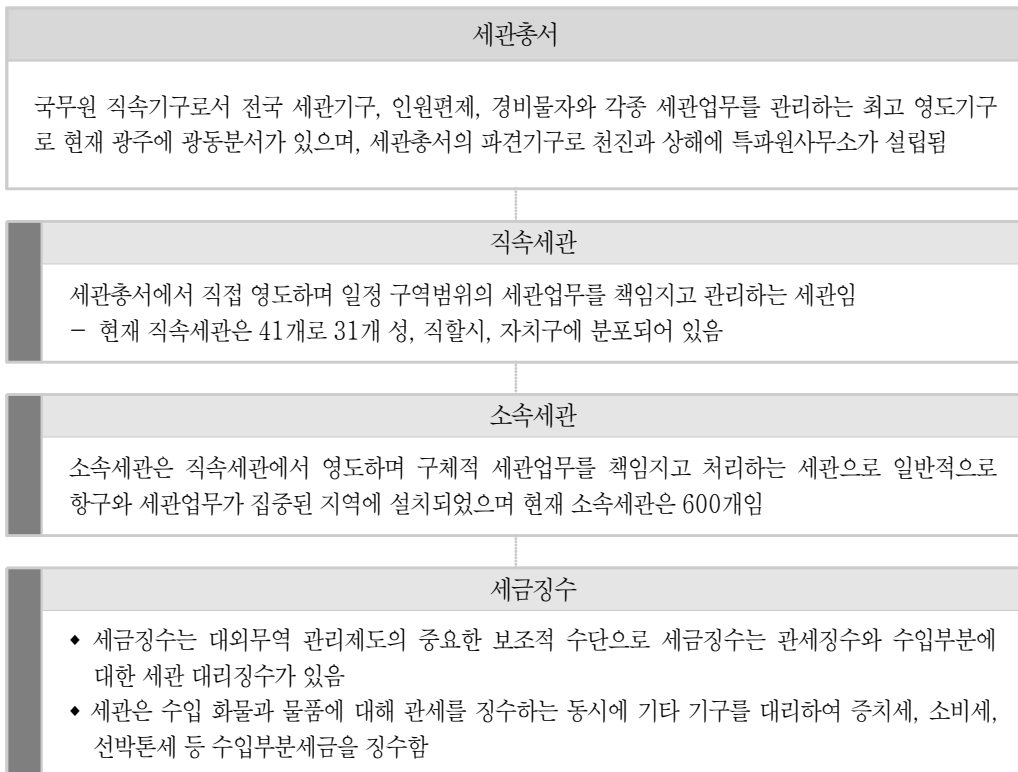 세관총서
국무원 직속기구로서 전국 세관기구, 인원편제, 경비물자와 각종 세관업무를 관리하는 최고 영도기구
로 현재 광주에 광동분서가 있으며, 세관총서의 파견기구로 천진과 상해에 특파원사무소가 설립됨
직속세관
세관총서에서 직접 영도하며 일정 구역범위의 세관업무를 책임지고 관리하는 세관임
- 현재 직속세관은 41개로 31개 성, 직할시, 자치구에 분포되어 있음
소속세관
소속세관은 직속세관에서 영도하며 구체적 세관업무를 책임지고 처리하는 세관으로 일반적으로
항구와 세관업무가 집중된 지역에 설치되었으며 현재 소속세관은 600개임
세금징수
◆ 세금징수는 대외무역 관리제도의 중요한 보조적 수단으로 세금징수는 관세징수와 수입부분에
대한 세관 대리징수가 있음
◆ 세관은 수입 화물과 물품에 대해 관세를 징수하는 동시에 기타 기구를 대리하여 증치세, 소비세,
선박톤세 등 수입부분세금을 징수함